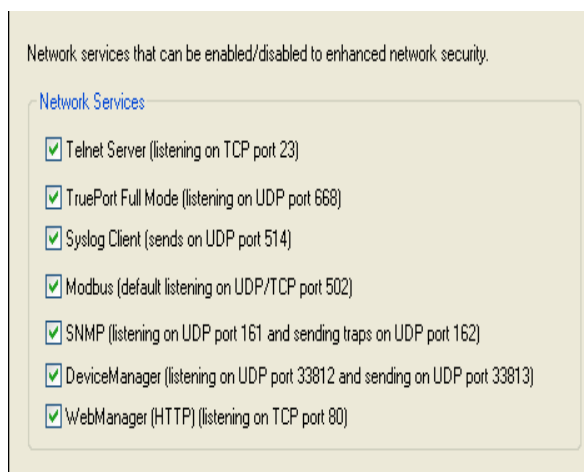 Network services that can be enabled/disabled to enhanced network security.
Network Services
Telnet Server (listening on TCP port 23)
TruePort Full Mode (listening on UDP port 668)
Syslog Client (sends on UDP port 514)
Modbus (default listening on UDP/TCP port 502)
SNMP (listening on UDP port 161 and sending traps on UDP port 162)
DeviceManager (listening on UDP port 33812 and sending on UDP port 33813)
WebManager (HTTP) (listening on TCP port 80)